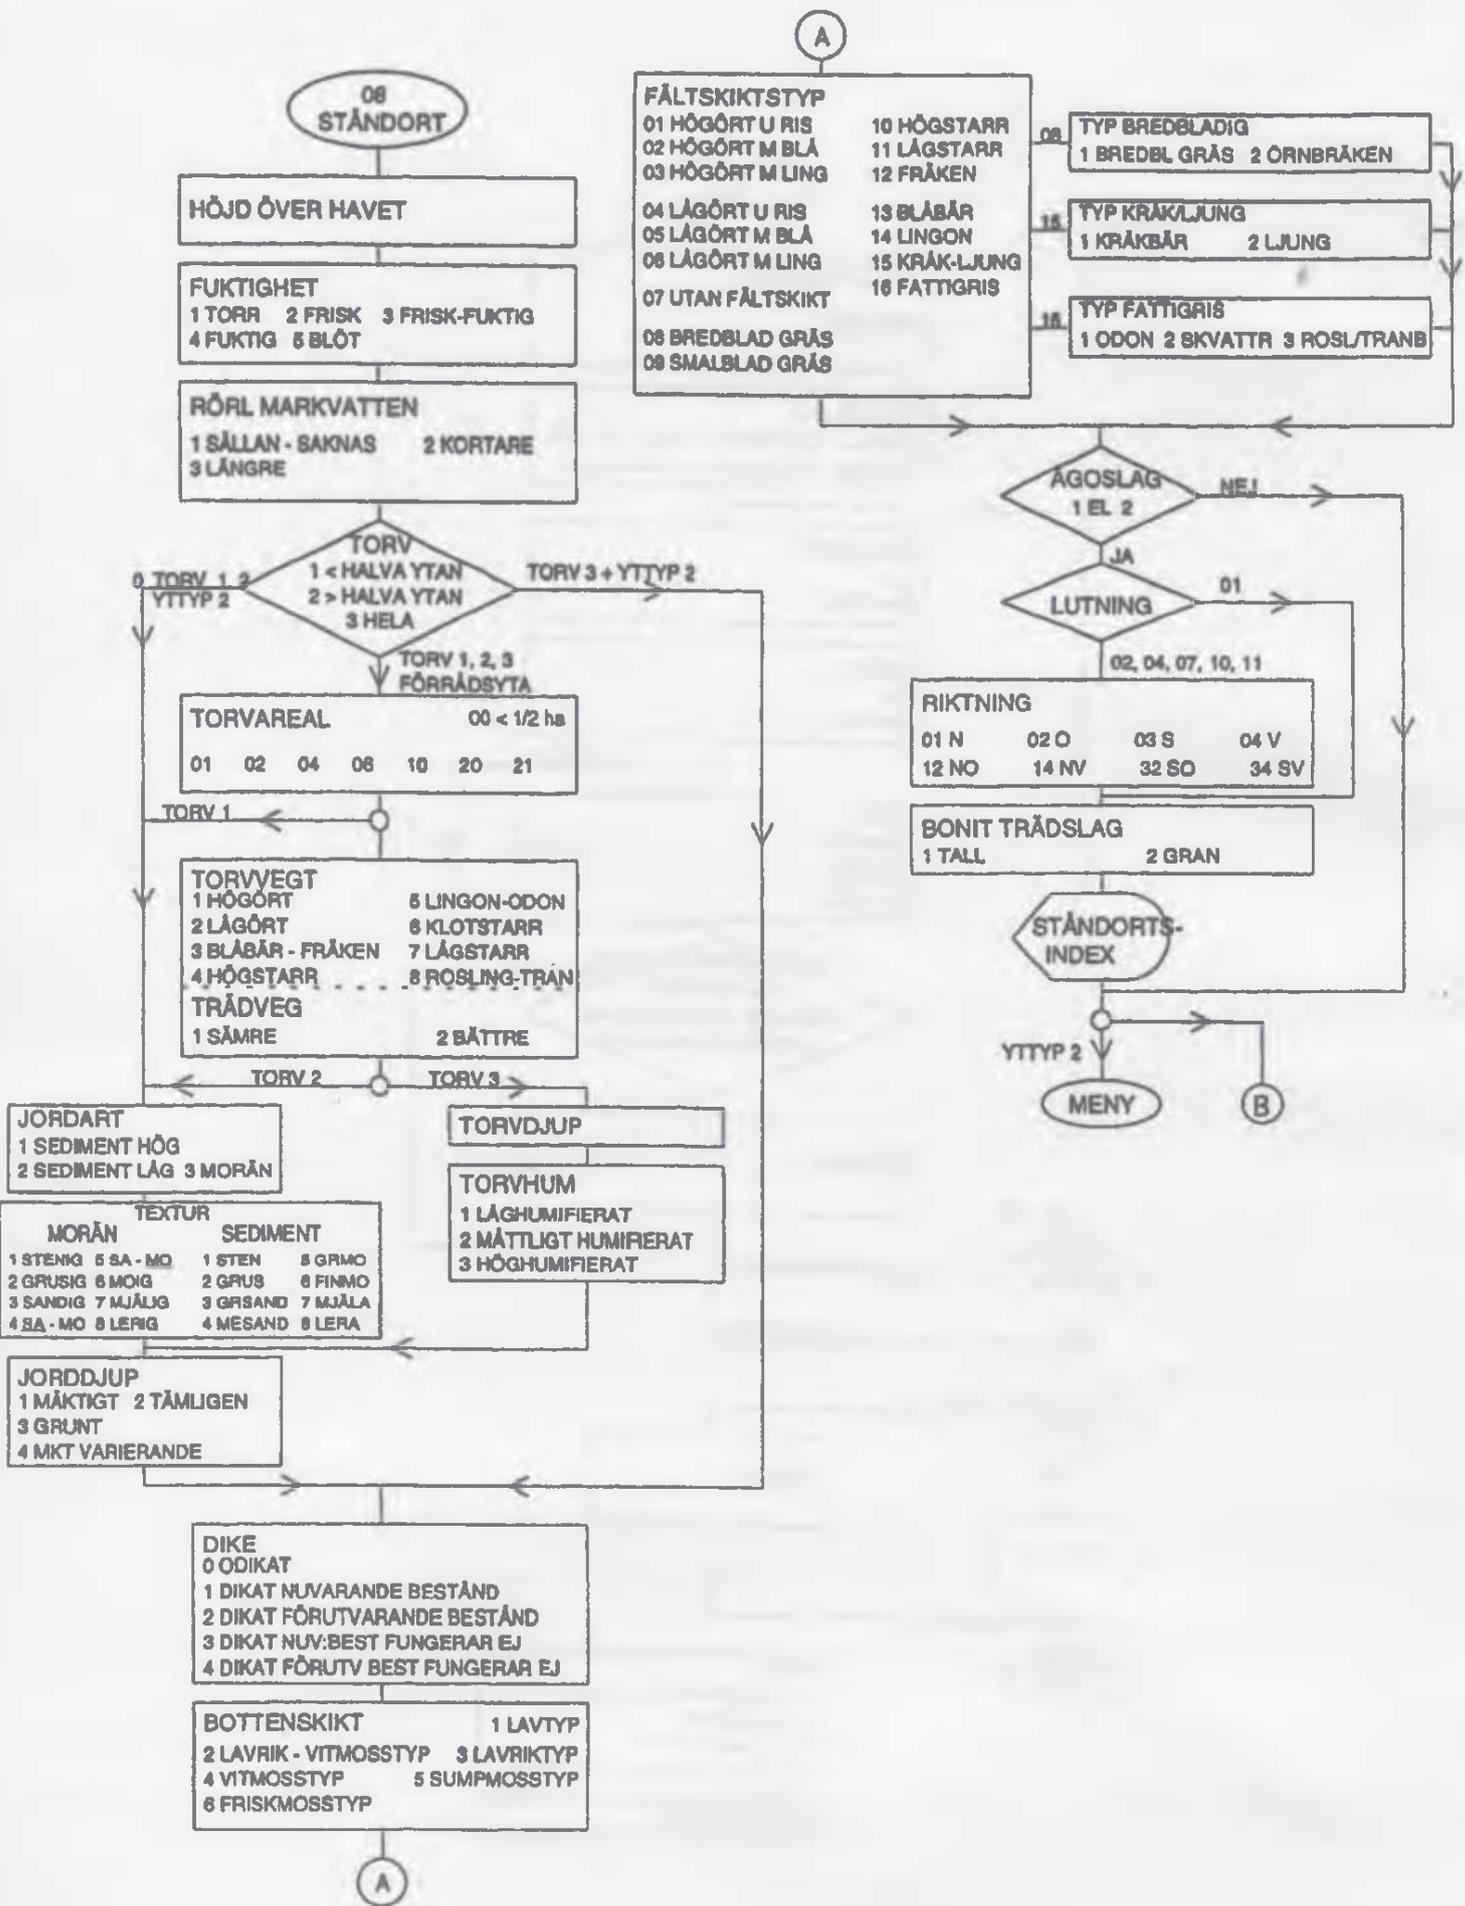 08
STÅNDORT
HÖJD ÖVER HAVET
FUKTIGHET
1 TORR 2 FRISK 3 FRISK-FUKTIG
4 FUKTIG 5 BLÖT
RÖRL MARKVATTEN
1 SÄLLAN - SAKNAS 2 KORTARE
3 LÄNGRE
TORV
1 < HALVA YTAN
2 > HALVA YTAN
3 HELA
0 TORV 1, 2
YTTYP 2
TORV 3 + YTTYP 2
TORV 1, 2, 3
FÖRRÅDSYTA
TORVAREAL 00 < 1/2 ha
01 02 04 06 10 20 21
TORV 1
TORVVEGT
1 HÖGÖRT 5 LINGON-ODON
2 LÅGÖRT 6 KLOTSTARR
3 BLÅBÄR - FRÄKEN 7 LÅGSTARR
4 HÖGSTARR 8 ROSLING-TRAN
TRÄDVEG
1 SÄMRE 2 BÄTTRE
TORV 2 TORV 3
JORDART
1 SEDIMENT HÖG
2 SEDIMENT LÅG 3 MORÄN
TEXTUR
MORÄN SEDIMENT
1 STENIG 5 SA - MO 1 STEN 5 GRMO
2 GRUSIG 6 MOIG 2 GRUS 6 FINMO
3 SANDIG 7 MJÄLIG 3 GRSAND 7 MJÄLA
4 SA - MO 8 LERIG 4 MESAND 8 LERA
TORVDJUP
TORVHUM
1 LÅGHUMIFIERAT
2 MÅTTLIGT HUMIFIERAT
3 HÖGHUMIFIERAT
JORDDJUP
1 MÄKTIGT 2 TÄMLIGEN
3 GRUNT
4 MKT VARIERANDE
DIKE
0 ODIKAT
1 DIKAT NUVARANDE BESTÅND
2 DIKAT FÖRUTVARANDE BESTÅND
3 DIKAT NUV:BEST FUNGERAR EJ
4 DIKAT FÖRUTV BEST FUNGERAR EJ
BOTTENSKIKT 1 LAVTYP
2 LAVRIK - VITMOSSTYP 3 LAVRIKTYP
4 VITMOSSTYP 5 SUMPMOSSTYP
6 FRISKMOSSTYP
A
A
FÄLTSKIKTSTYP
01 HÖGÖRT U RIS 10 HÖGSTARR
02 HÖGÖRT M BLÅ 11 LÅGSTARR
03 HÖGÖRT M LING 12 FRÄKEN
04 LÅGÖRT U RIS 13 BLÅBÄR
05 LÅGÖRT M BLÅ 14 LINGON
06 LÅGÖRT M LING 15 KRÅK-LJUNG
07 UTAN FÄLTSKIKT 16 FATTIGRIS
08 BREDBLAD GRÄS
09 SMALBLAD GRÄS
08
TYP BREDBLADIG
1 BREDBL GRÄS 2 ÖRNBRÄKEN
15
TYP KRÅK/LJUNG
1 KRÅKBÄR 2 LJUNG
16
TYP FATTIGRIS
1 ODON 2 SKVATTR 3 ROSL/TRANB
ÄGOSLAG
1 EL 2
NEJ
JA
LUTNING
01
02, 04, 07, 10, 11
RIKTNING
01 N 02 O 03 S 04 V
12 NO 14 NV 32 SO 34 SV
BONIT TRÄDSLAG
1 TALL 2 GRAN
STÅNDORTS-
INDEX
YTTYP 2
MENY
B